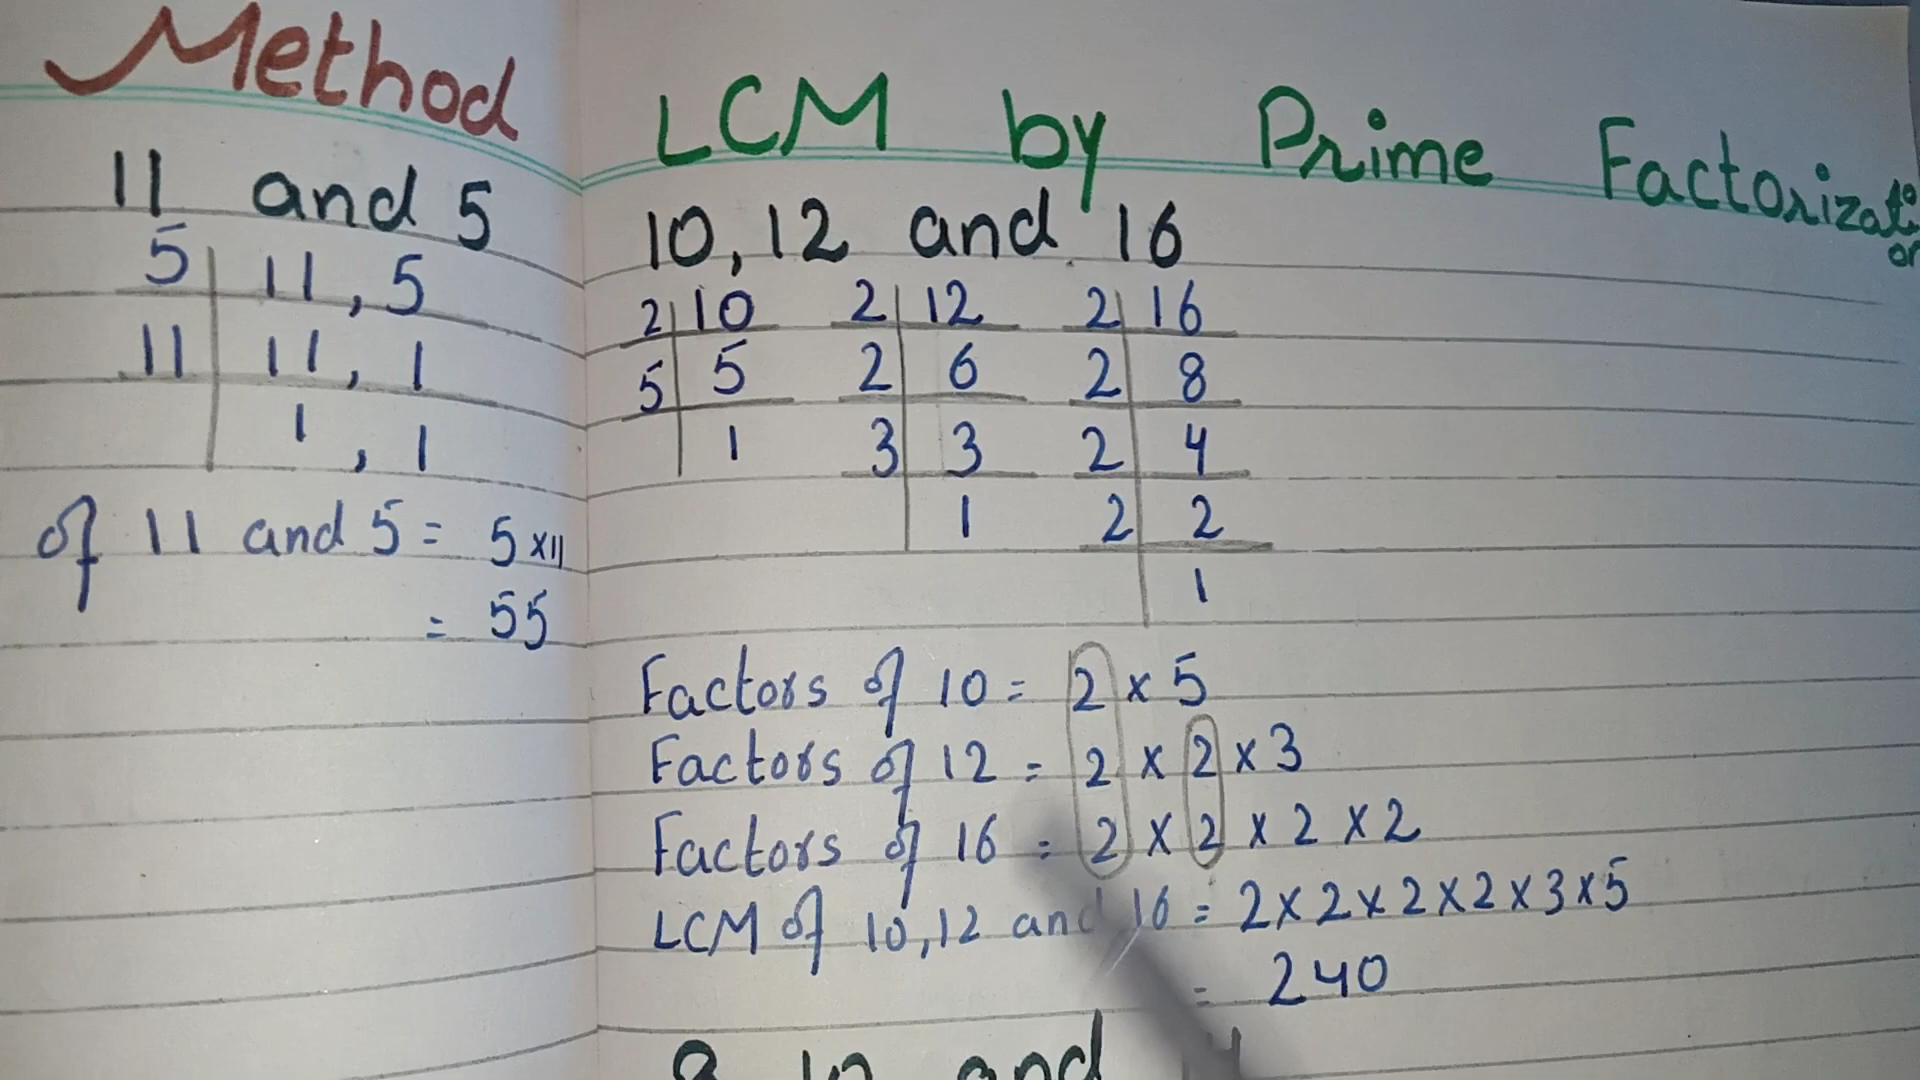 Method
11 and 5
5 | 11, 5
11 | 11, 1
1, 1
of 11 and 5 = 5 × 11
= 55
LCM by Prime Factorization
10, 12 and 16
2 | 10 2 | 12 2 | 16
5 | 5 2 | 6 2 | 8
1 3 | 3 2 | 4
1 2 | 2
1
Factors of 10 = 2 × 5
Factors of 12 = 2 × 2 × 3
Factors of 16 = 2 × 2 × 2 × 2
LCM of 10, 12 and 16 = 2 × 2 × 2 × 2 × 3 × 5
= 240
and